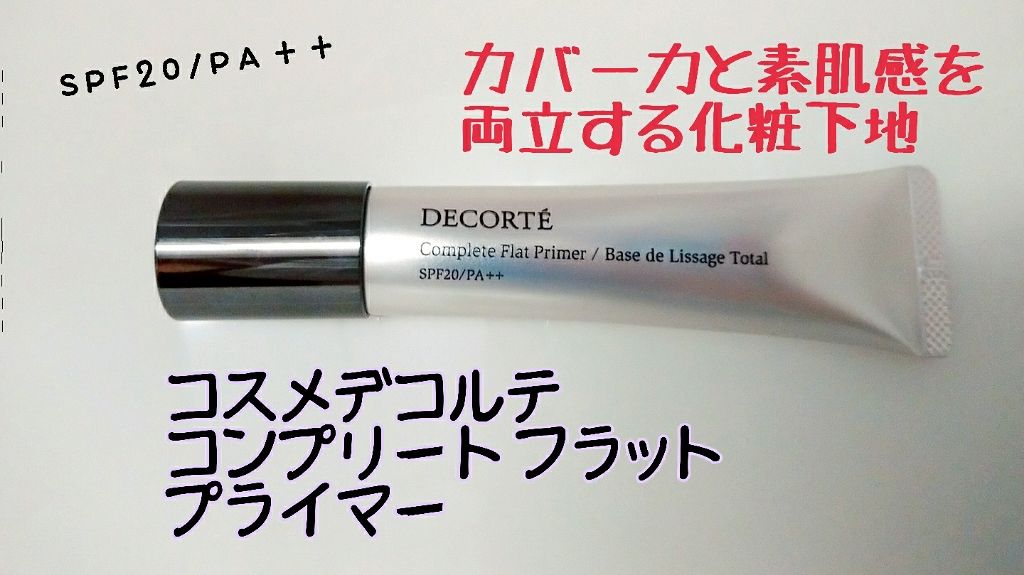 SPF20/PA++
カバー力と素肌感を
両立する化粧下地
DECORTÉ
Complete Flat Primer / Base de Lissage Total
SPF20/PA++
コスメデコルテ
コンプリート フラット
プライマー